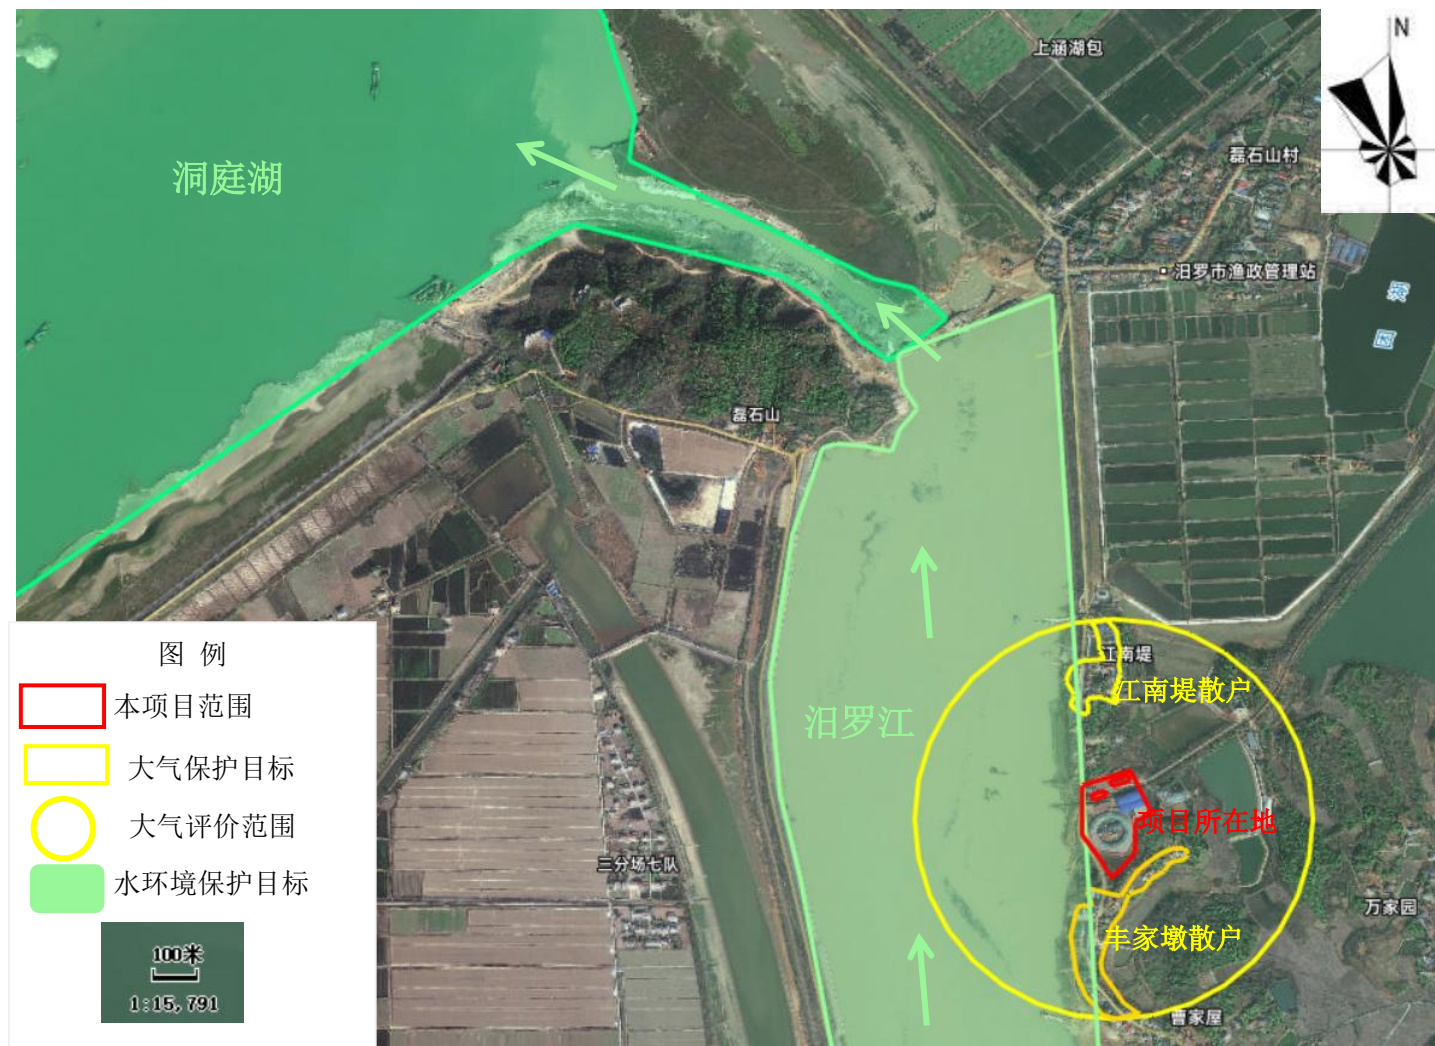 N
上涵湖包
磊石山村
洞庭湖
汨罗市渔政管理站
磊石山
江南堤
江南堤散户
汨罗江
项目所在地
三分场七队
万家园
丰家墩散户
曹家屋
图 例
本项目范围
大气保护目标
大气评价范围
水环境保护目标
100米
1:15,791